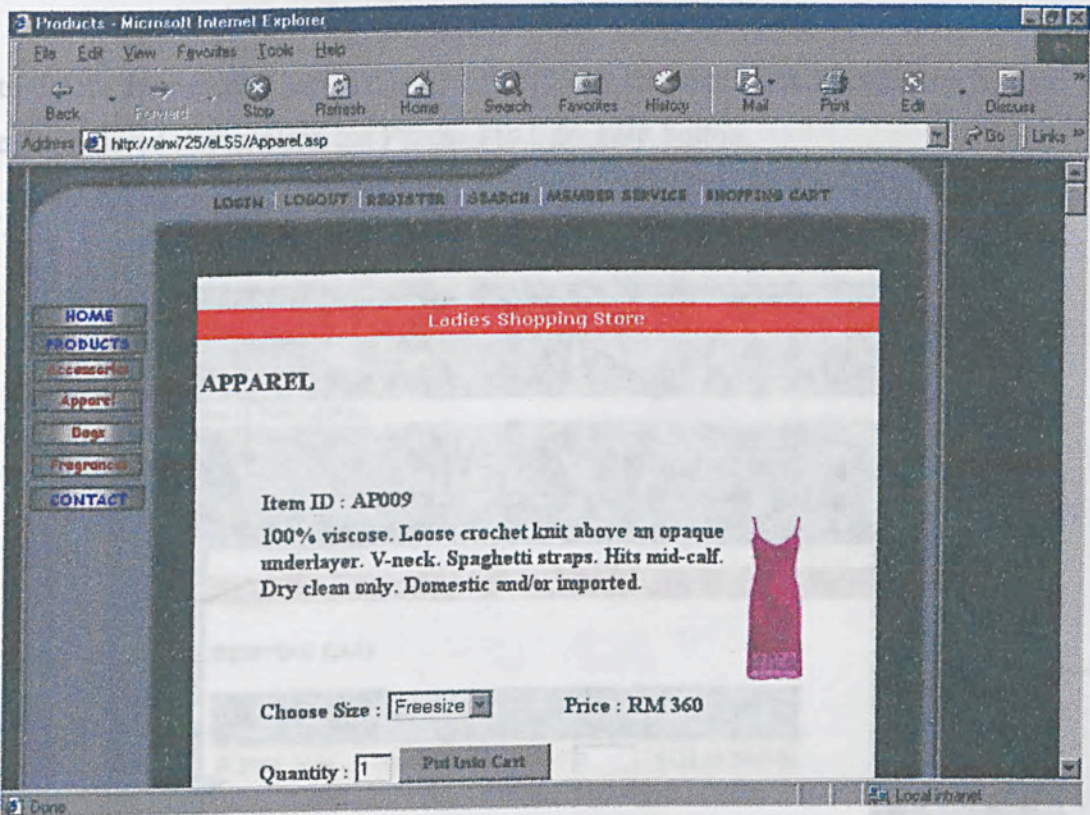 Products - Microsoft Internet Explorer
File Edit View Favorites Tools Help
Back Forward Stop Refresh Home Search Favorites History Mail Print Edit Discuss
Address http://anx725/eLSS/Apparel.asp Go Links »
LOGIN | LOGOUT | REGISTER | SEARCH | MEMBER SERVICE | SHOPPING CART
Ladies Shopping Store
HOME
PRODUCTS
Accessories
Apparel
Bags
Fragrances
CONTACT
APPAREL
Item ID : AP009
100% viscose. Loose crochet knit above an opaque
underlayer. V-neck. Spaghetti straps. Hits mid-calf.
Dry clean only. Domestic and/or imported.
Choose Size : Freesize Price : RM 360
Quantity : 1 Put Into Cart
Done Local intranet